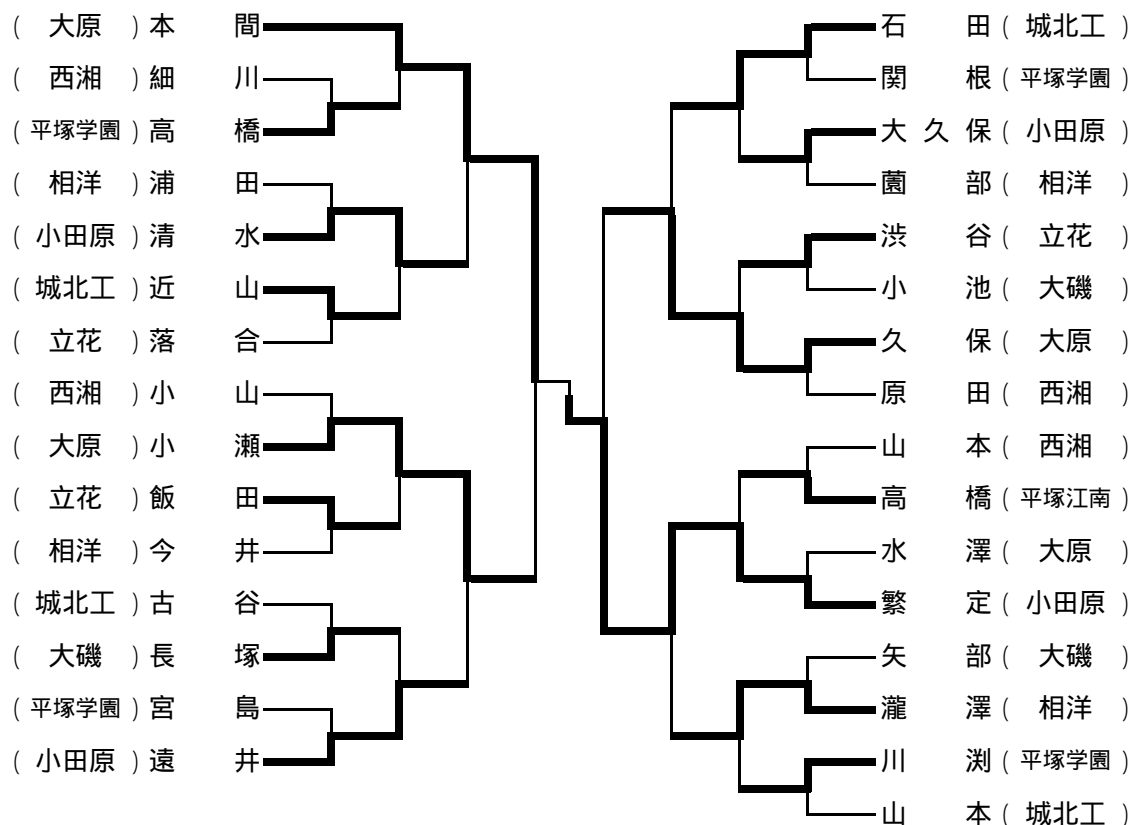 ( 大原 ) 本 間
( 西湘 ) 細 川
( 平塚学園 ) 高 橋
( 相洋 ) 浦 田
( 小田原 ) 清 水
( 城北工 ) 近 山
( 立花 ) 落 合
( 西湘 ) 小 山
( 大原 ) 小 瀬
( 立花 ) 飯 田
( 相洋 ) 今 井
( 城北工 ) 古 谷
( 大磯 ) 長 塚
( 平塚学園 ) 宮 島
( 小田原 ) 遠 井
石 田 ( 城北工 )
関 根 ( 平塚学園 )
大 久 保 ( 小田原 )
薗 部 ( 相洋 )
渋 谷 ( 立花 )
小 池 ( 大磯 )
久 保 ( 大原 )
原 田 ( 西湘 )
山 本 ( 西湘 )
高 橋 ( 平塚江南 )
水 澤 ( 大原 )
繁 定 ( 小田原 )
矢 部 ( 大磯 )
瀧 澤 ( 相洋 )
川 渕 ( 平塚学園 )
山 本 ( 城北工 )